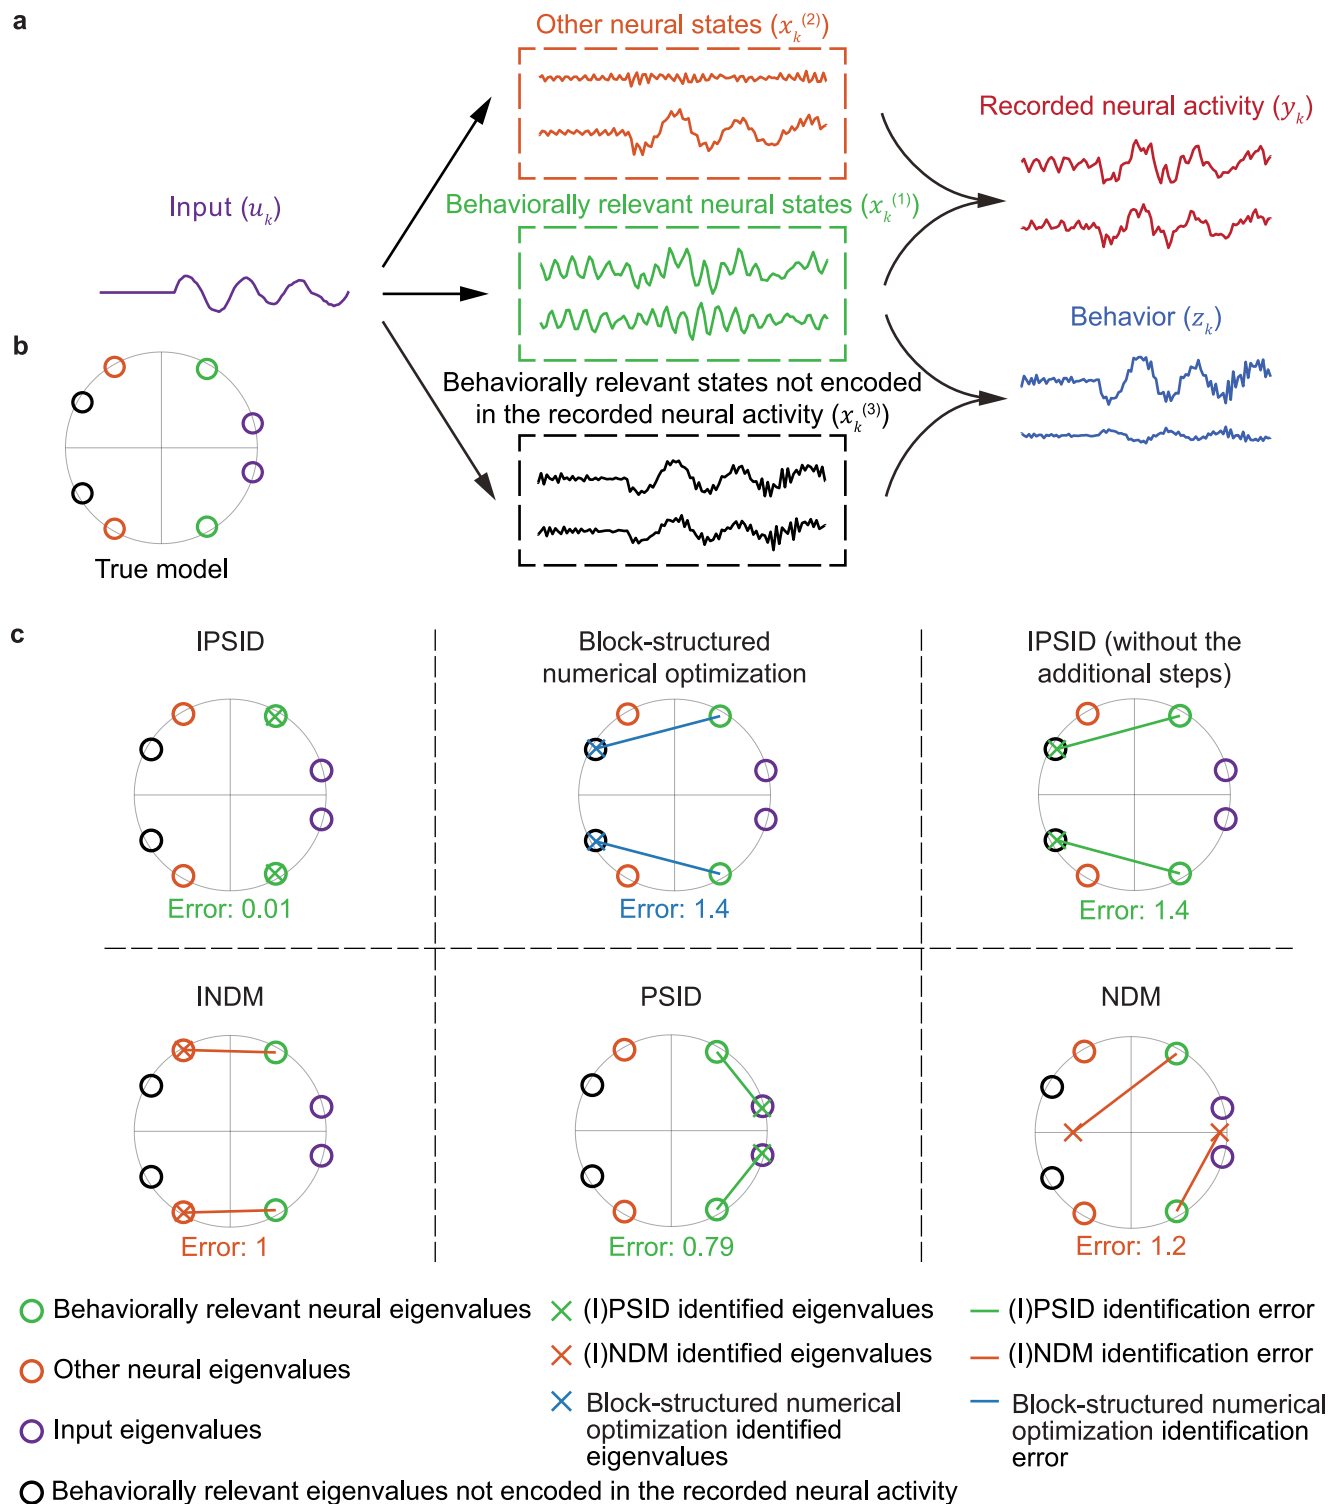 a
Other neural states (x_k^(2))
Recorded neural activity (y_k)
Input (u_k)
Behaviorally relevant neural states (x_k^(1))
Behavior (z_k)
b
Behaviorally relevant states not encoded
in the recorded neural activity (x_k^(3))
True model
c
IPSID
Block-structured
numerical optimization
IPSID (without the
additional steps)
Error: 0.01
Error: 1.4
Error: 1.4
INDM
PSID
NDM
Error: 1
Error: 0.79
Error: 1.2
Behaviorally relevant neural eigenvalues
Other neural eigenvalues
Input eigenvalues
Behaviorally relevant eigenvalues not encoded in the recorded neural activity
(I)PSID identified eigenvalues
(I)NDM identified eigenvalues
Block-structured numerical
optimization identified
eigenvalues
(I)PSID identification error
(I)NDM identification error
Block-structured numerical
optimization identification
error